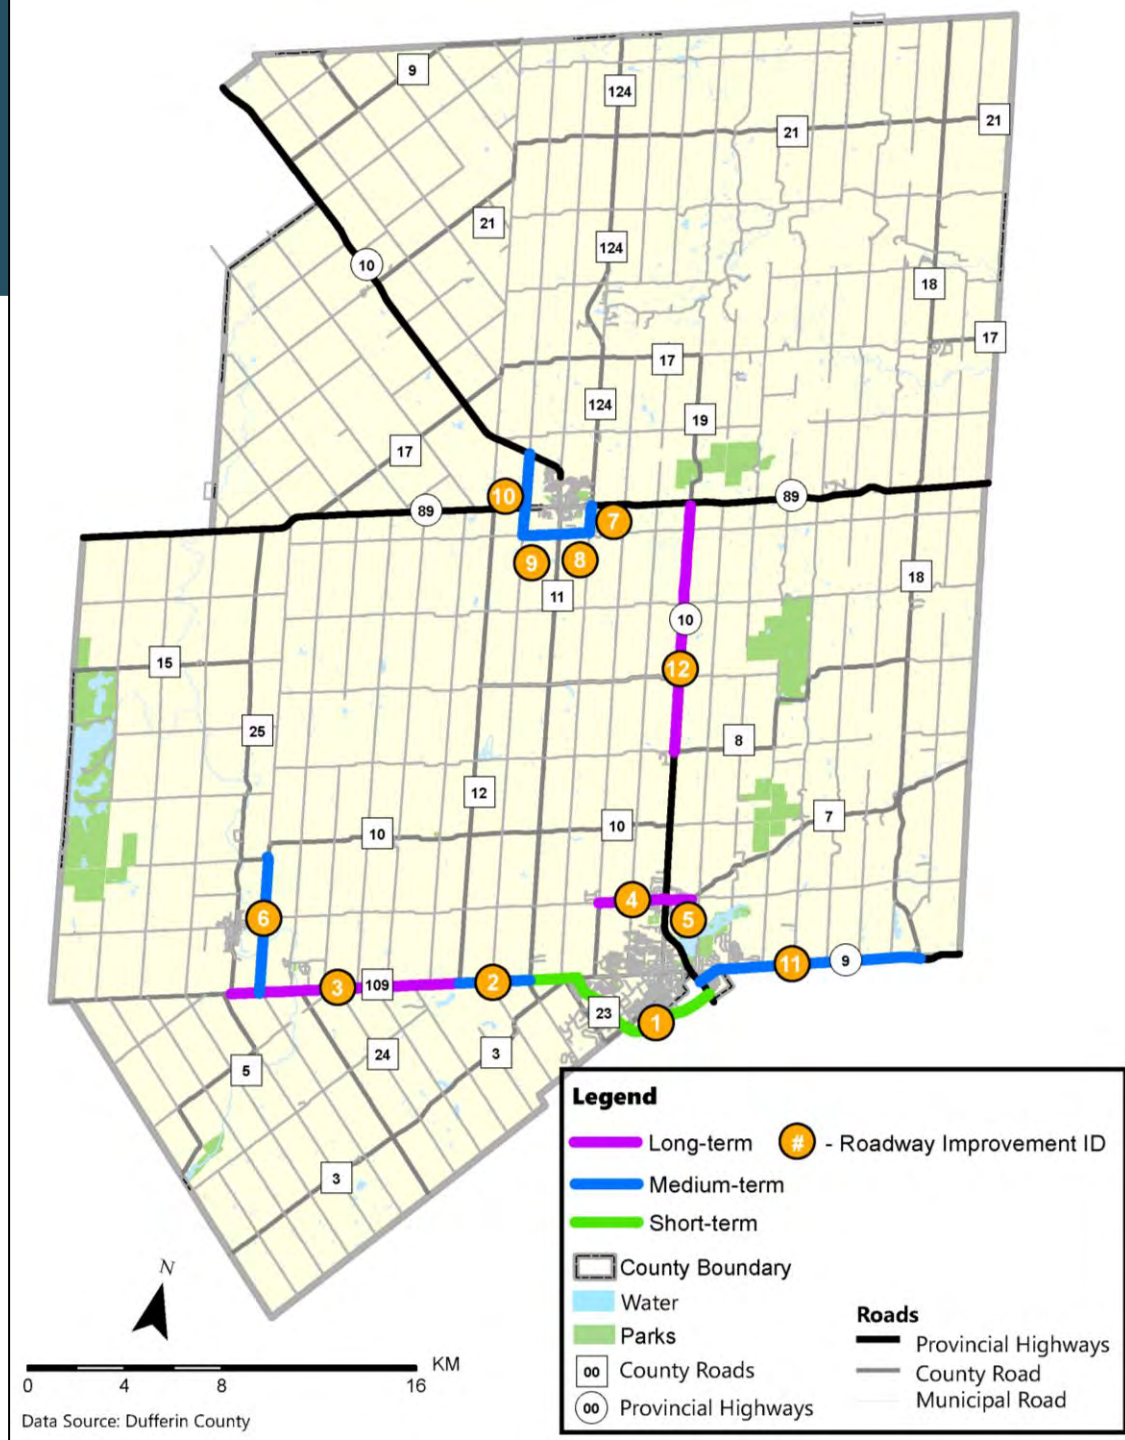 9
124
21
21
21
124
10
18
17
17
124
19
17
10
89
89
7
9
8
11
18
10
12
15
25
8
12
7
10
10
4
6
5
11
9
3
109
2
23
1
5
24
3
3
Legend
Long-term # - Roadway Improvement ID
Medium-term
Short-term
County Boundary
Water
Parks
00 County Roads
00 Provincial Highways
Roads
Provincial Highways
County Road
Municipal Road
N
KM
0 4 8 16
Data Source: Dufferin County